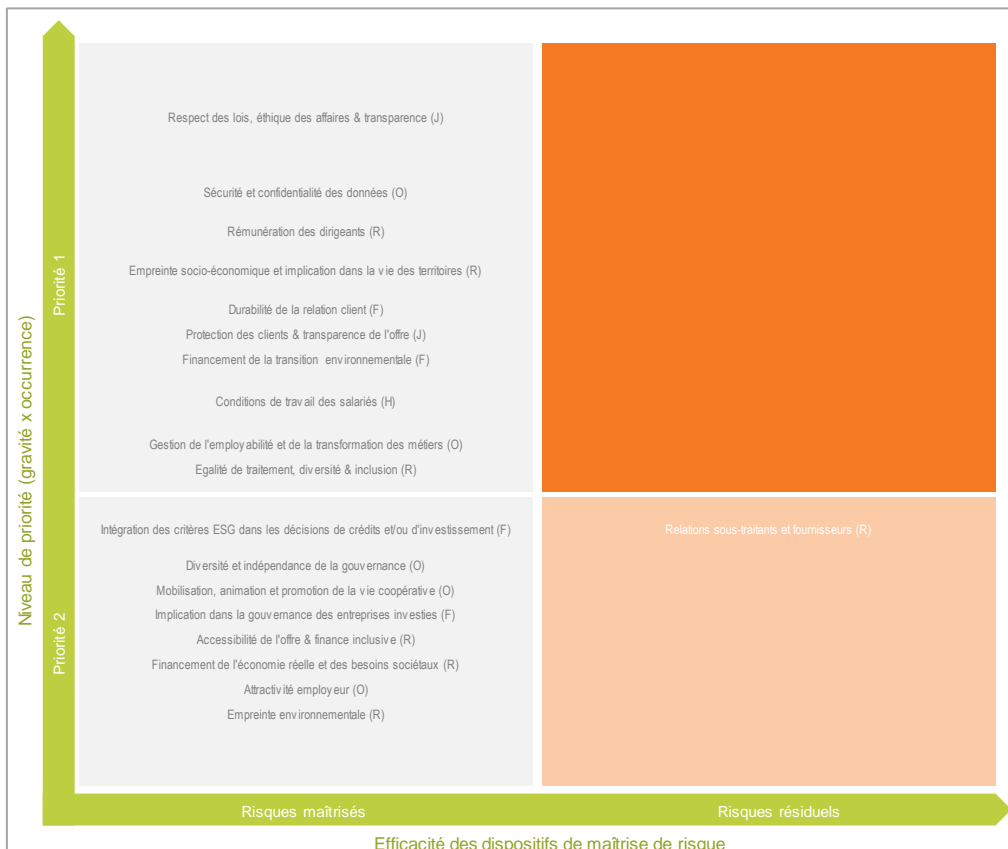 Niveau de priorité (gravité x occurrence)
Priorité 1
Respect des lois, éthique des affaires & transparence (J)
Sécurité et confidentialité des données (O)
Rémunération des dirigeants (R)
Empreinte socio-économique et implication dans la vie des territoires (R)
Durabilité de la relation client (F)
Protection des clients & transparence de l'offre (J)
Financement de la transition environnementale (F)
Conditions de travail des salariés (H)
Gestion de l'employabilité et de la transformation des métiers (O)
Egalité de traitement, diversité & inclusion (R)
Priorité 2
Intégration des critères ESG dans les décisions de crédits et/ou d'investissement (F)
Relations sous-traitants et fournisseurs (R)
Diversité et indépendance de la gouvernance (O)
Mobilisation, animation et promotion de la vie coopérative (O)
Implication dans la gouvernance des entreprises investies (F)
Accessibilité de l'offre & finance inclusive (R)
Financement de l'économie réelle et des besoins sociétaux (R)
Attractivité employeur (O)
Empreinte environnementale (R)
Risques maîtrisés
Risques résiduels
Efficacité des dispositifs de maîtrise de risque